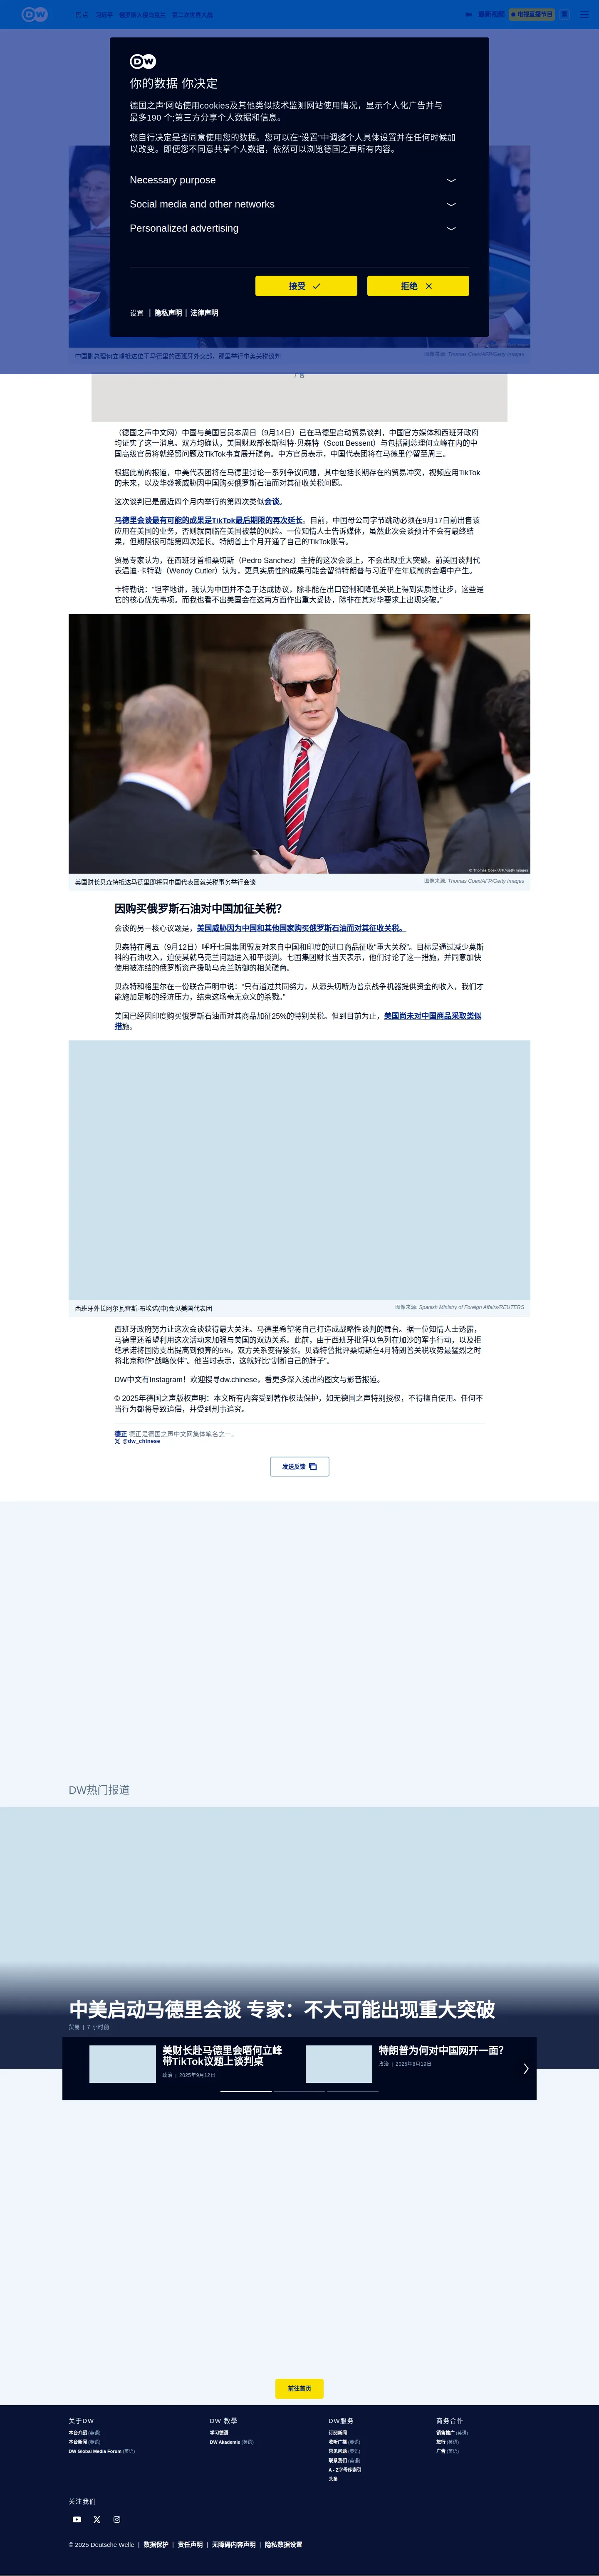 DW
焦点
习近平
俄罗斯入侵乌克兰
第二次世界大战
最新视频
电视直播节目
DW
你的数据 你决定
德国之声'网站使用cookies及其他类似技术监测网站使用情况，显示个人化广告并与
最多190 个;第三方分享个人数据和信息。
您自行决定是否同意使用您的数据。您可以在"设置"中调整个人具体设置并在任何时候加
以改变。即便您不同意共享个人数据，依然可以浏览德国之声所有内容。
Necessary purpose
Social media and other networks
Personalized advertising
接受
拒绝
设置 | 隐私声明 | 法律声明
中国副总理何立峰抵达位于马德里的西班牙外交部，那里举行中美关税谈判
图像来源: Thomas Coex/AFP/Getty Images
广告
（德国之声中文网）中国与美国官员本周日（9月14日）已在马德里启动贸易谈判，中国官方媒体和西班牙政府
均证实了这一消息。双方均确认，美国财政部长斯科特·贝森特（Scott Bessent）与包括副总理何立峰在内的中
国高级官员将就经贸问题及TikTok事宜展开磋商。中方官员表示，中国代表团将在马德里停留至周三。
根据此前的报道，中美代表团将在马德里讨论一系列争议问题，其中包括长期存在的贸易冲突，视频应用TikTok
的未来，以及华盛顿威胁因中国购买俄罗斯石油而对其征收关税问题。
这次谈判已是最近四个月内举行的第四次类似会谈。
马德里会谈最有可能的成果是TikTok最后期限的再次延长。目前，中国母公司字节跳动必须在9月17日前出售该
应用在美国的业务，否则就面临在美国被禁的风险。一位知情人士告诉媒体，虽然此次会谈预计不会有最终结
果，但期限很可能第四次延长。特朗普上个月开通了自己的TikTok账号。
贸易专家认为，在西班牙首相桑切斯（Pedro Sanchez）主持的这次会谈上，不会出现重大突破。前美国谈判代
表温迪·卡特勒（Wendy Cutler）认为，更具实质性的成果可能会留待特朗普与习近平在年底前的会晤中产生。
卡特勒说："坦率地讲，我认为中国并不急于达成协议，除非能在出口管制和降低关税上得到实质性让步，这些是
它的核心优先事项。而我也看不出美国会在这两方面作出重大妥协，除非在其对华要求上出现突破。"
© Thomas Coex/AFP/Getty Images
美国财长贝森特抵达马德里即将同中国代表团就关税事务举行会谈
图像来源: Thomas Coex/AFP/Getty Images
因购买俄罗斯石油对中国加征关税？
会谈的另一核心议题是，美国威胁因为中国和其他国家购买俄罗斯石油而对其征收关税。
贝森特在周五（9月12日）呼吁七国集团盟友对来自中国和印度的进口商品征收"重大关税"。目标是通过减少莫斯
科的石油收入，迫使其就乌克兰问题进入和平谈判。七国集团财长当天表示，他们讨论了这一措施，并同意加快
使用被冻结的俄罗斯资产援助乌克兰防御的相关磋商。
贝森特和格里尔在一份联合声明中说："只有通过共同努力，从源头切断为普京战争机器提供资金的收入，我们才
能施加足够的经济压力，结束这场毫无意义的杀戮。"
美国已经因印度购买俄罗斯石油而对其商品加征25%的特别关税。但到目前为止，美国尚未对中国商品采取类似
措施。
西班牙外长阿尔瓦雷斯·布埃诺(中)会见美国代表团
图像来源: Spanish Ministry of Foreign Affairs/REUTERS
西班牙政府努力让这次会谈获得最大关注。马德里希望将自己打造成战略性谈判的舞台。据一位知情人士透露，
马德里还希望利用这次活动来加强与美国的双边关系。此前，由于西班牙批评以色列在加沙的军事行动，以及拒
绝承诺将国防支出提高到预算的5%，双方关系变得紧张。贝森特曾批评桑切斯在4月特朗普关税攻势最猛烈之时
将北京称作"战略伙伴"。他当时表示，这就好比"割断自己的脖子"。
DW中文有Instagram！欢迎搜寻dw.chinese，看更多深入浅出的图文与影音报道。
© 2025年德国之声版权声明：本文所有内容受到著作权法保护，如无德国之声特别授权，不得擅自使用。任何不
当行为都将导致追偿，并受到刑事追究。
德正 德正是德国之声中文网集体笔名之一。
@dw_chinese
发送反馈
DW热门报道
中美启动马德里会谈 专家：不大可能出现重大突破
贸易 | 7 小时前
美财长赴马德里会晤何立峰
带TikTok议题上谈判桌
政治 | 2025年9月12日
特朗普为何对中国网开一面？
政治 | 2025年8月19日
前往首页
关于DW
本台介绍 (英语)
本台新闻 (英语)
DW Global Media Forum (英语)
DW 教學
学习德语
DW Akademie (英语)
DW服务
订阅新闻
收听广播 (英语)
常见问题 (英语)
联系我们 (英语)
A - Z字母序索引
头条
商务合作
销售推广 (英语)
旅行 (英语)
广告 (英语)
关注我们
© 2025 Deutsche Welle | 数据保护 | 责任声明 | 无障碍内容声明 | 隐私数据设置